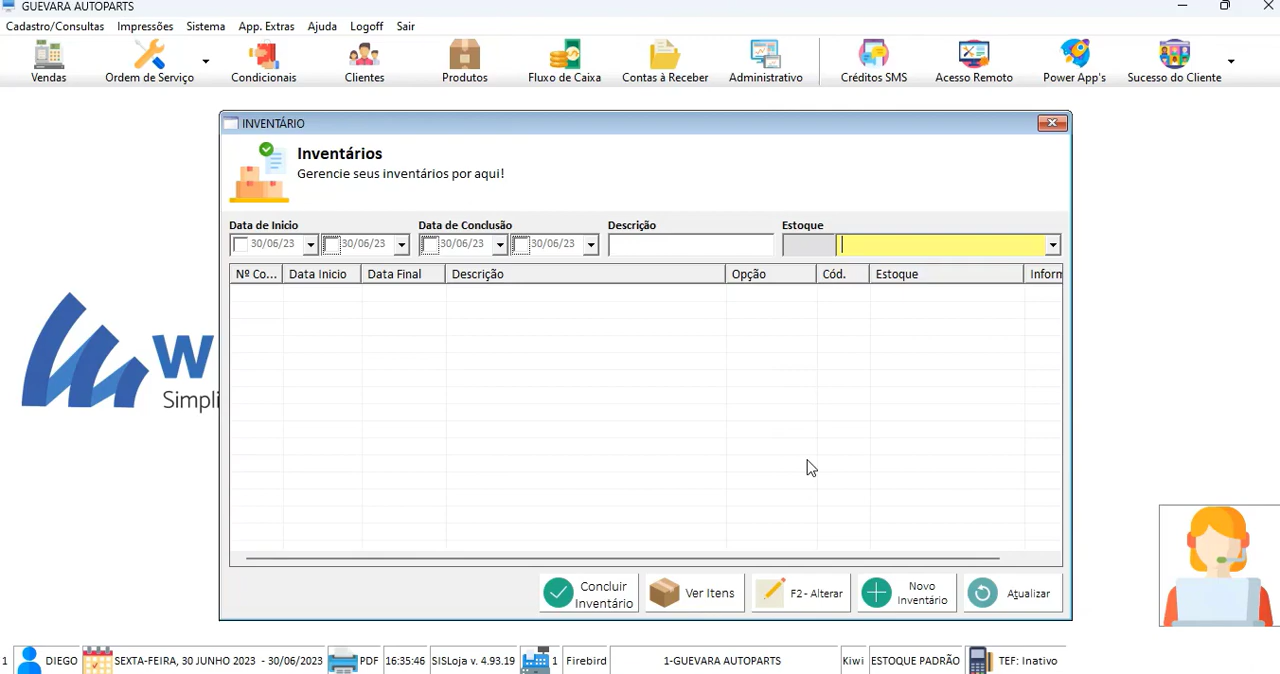 GUEVARA AUTOPARTS
Cadastro/Consultas Impressões Sistema App. Extras Ajuda Logoff Sair
Vendas Ordem de Serviço Condicionais Clientes Produtos Fluxo de Caixa Contas à Receber Administrativo Créditos SMS Acesso Remoto Power App's Sucesso do Cliente
INVENTÁRIO
Inventários
Gerencie seus inventários por aqui!
Data de Inicio Data de Conclusão Descrição Estoque
30/06/23 30/06/23 30/06/23 30/06/23
Nº Co... Data Inicio Data Final Descrição Opção Cód. Estoque Inform
W
Simpli
Concluir Inventário Ver Itens F2 - Alterar Novo Inventário Atualizar
1 DIEGO SEXTA-FEIRA, 30 JUNHO 2023 - 30/06/2023 PDF 16:35:46 SISLoja v. 4.93.19 1 Firebird 1-GUEVARA AUTOPARTS Kiwi ESTOQUE PADRÃO TEF: Inativo